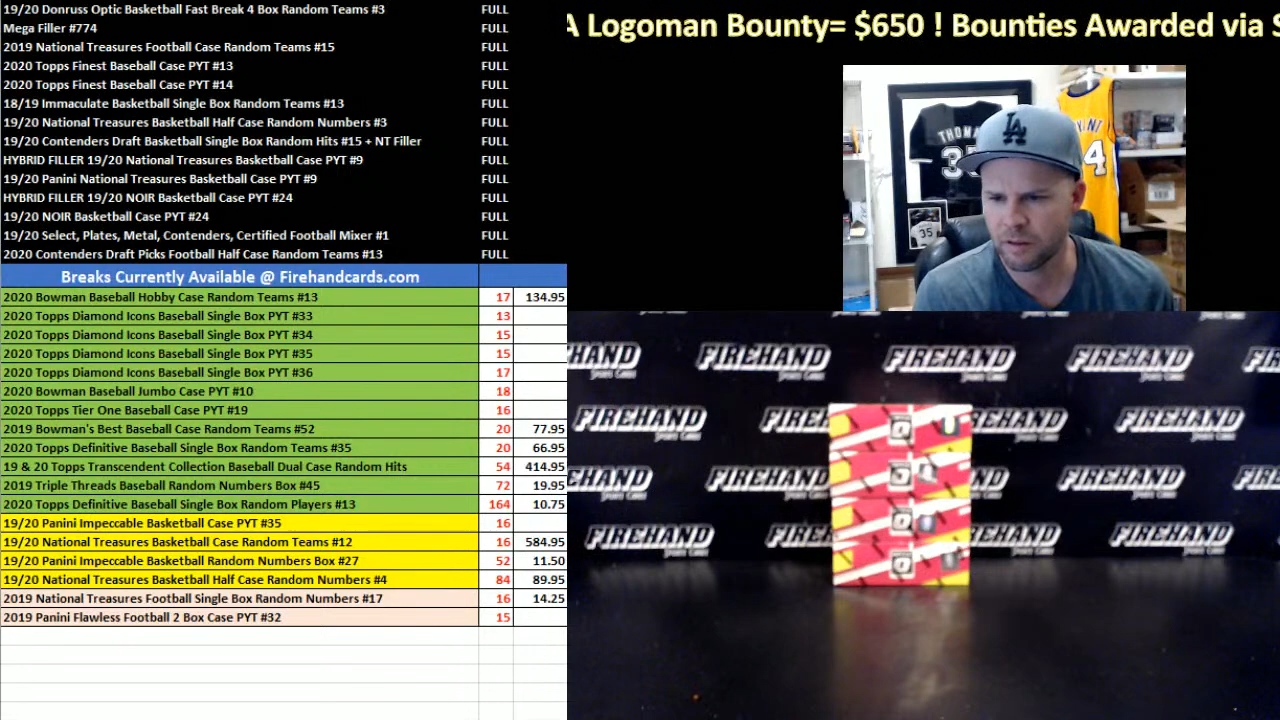 19/20 Donruss Optic Basketball Fast Break 4 Box Random Teams #3 FULL
Mega Filler #774 FULL
2019 National Treasures Football Case Random Teams #15 FULL
2020 Topps Finest Baseball Case PYT #13 FULL
2020 Topps Finest Baseball Case PYT #14 FULL
18/19 Immaculate Basketball Single Box Random Teams #13 FULL
19/20 National Treasures Basketball Half Case Random Numbers #3 FULL
19/20 Contenders Draft Basketball Single Box Random Hits #15 + NT Filler FULL
HYBRID FILLER 19/20 National Treasures Basketball Case PYT #9 FULL
19/20 Panini National Treasures Basketball PYT #9 FULL
HYBRID FILLER 19/20 NOIR Basketball Case PYT #24 FULL
19/20 NOIR Basketball Case PYT #24 FULL
19/20 Select, Plates, Metal, Contenders, Certified Football Mixer #1 FULL
2020 Contenders Draft Picks Football Half Case Random Teams #13 FULL
Breaks Currently Available @ Firehandcards.com
2020 Bowman Baseball Hobby Case Random Teams #13 17 134.95
2020 Topps Diamond Icons Baseball Single Box PYT #33 13
2020 Topps Diamond Icons Baseball Single Box PYT #34 15
2020 Topps Diamond Icons Baseball Single Box PYT #35 15
2020 Topps Diamond Icons Baseball Single Box PYT #36 17
2020 Bowman Baseball Jumbo Case PYT #10 18
2020 Topps Tier One Baseball Case PYT #19 16
2019 Bowman's Best Baseball Case Random Teams #52 20 77.95
2020 Topps Definitive Baseball Single Box Random Teams #35 20 66.95
19 & 20 Topps Transcendent Collection Baseball Dual Case Random Hits 54 414.95
2019 Triple Threads Baseball Random Numbers Box #45 72 19.95
2020 Topps Definitive Baseball Single Box Random Players #13 164 10.75
19/20 Panini Impeccable Basketball Case PYT #35 16
19/20 National Treasures Basketball Case Random Teams #12 16 584.95
19/20 Panini Impeccable Basketball Random Numbers Box #27 52 11.50
19/20 National Treasures Basketball Half Case Random Numbers #4 84 89.95
2019 National Treasures Football Single Box Random Numbers #17 16 14.25
2019 Panini Flawless Football 2 Box Case PYT #32 15
A Logoman Bounty= $650 ! Bounties Awarded via S
THOMA
35
35
LA
4
FIREHAND FIREHAND FIREHAND
FIREHAND FIREHAND
FIREHAND FIREHAND
FIREHAND FIREHAND